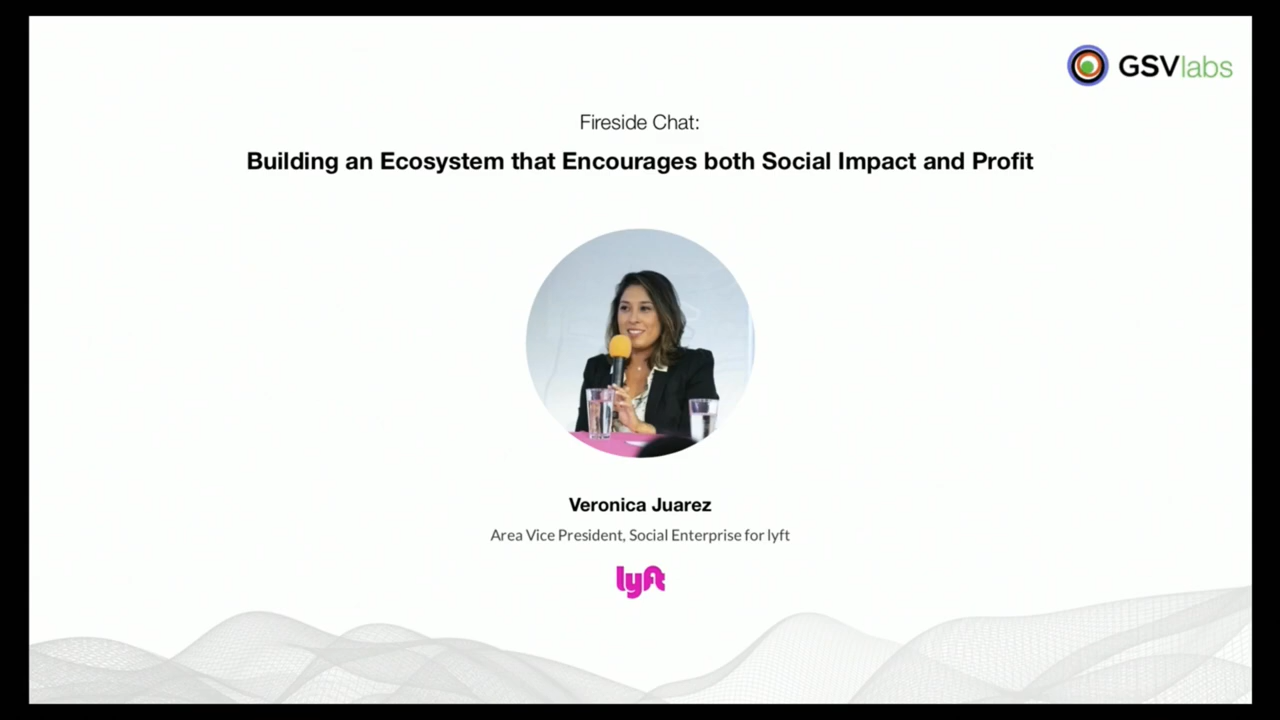 GSVlabs
Fireside Chat:
Building an Ecosystem that Encourages both Social Impact and Profit
Veronica Juarez
Area Vice President, Social Enterprise for lyft
lyft